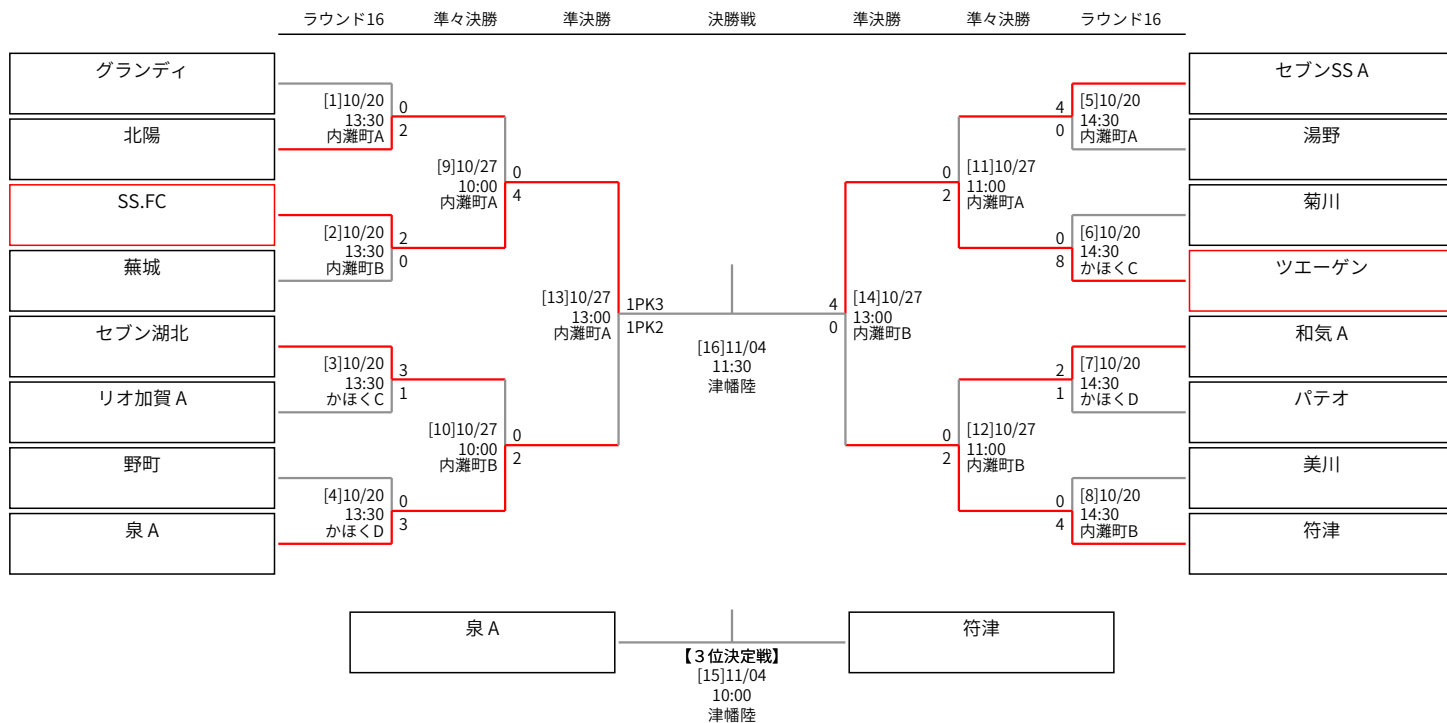 ラウンド16 準々決勝 準決勝 決勝戦 準決勝 準々決勝 ラウンド16
グランディ
[1]10/20
13:30
内灘町A
0
2
北陽
[9]10/27
10:00
内灘町A
0
4
SS.FC
[2]10/20
13:30
内灘町B
2
0
蕪城
[13]10/27
13:00
内灘町A
1PK3
1PK2
セブン湖北
[3]10/20
13:30
かほくC
3
1
リオ加賀 A
[10]10/27
10:00
内灘町B
0
2
野町
[4]10/20
13:30
かほくD
0
3
泉 A
[16]11/04
11:30
津幡陸
セブンSS A
4
0
[5]10/20
14:30
内灘町A
湯野
0
2
[11]10/27
11:00
内灘町A
菊川
0
8
[6]10/20
14:30
かほくC
ツエーゲン
4
0
[14]10/27
13:00
内灘町B
和気 A
2
1
[7]10/20
14:30
かほくD
パテオ
0
2
[12]10/27
11:00
内灘町B
美川
0
4
[8]10/20
14:30
内灘町B
符津
泉 A
符津
【３位決定戦】
[15]11/04
10:00
津幡陸